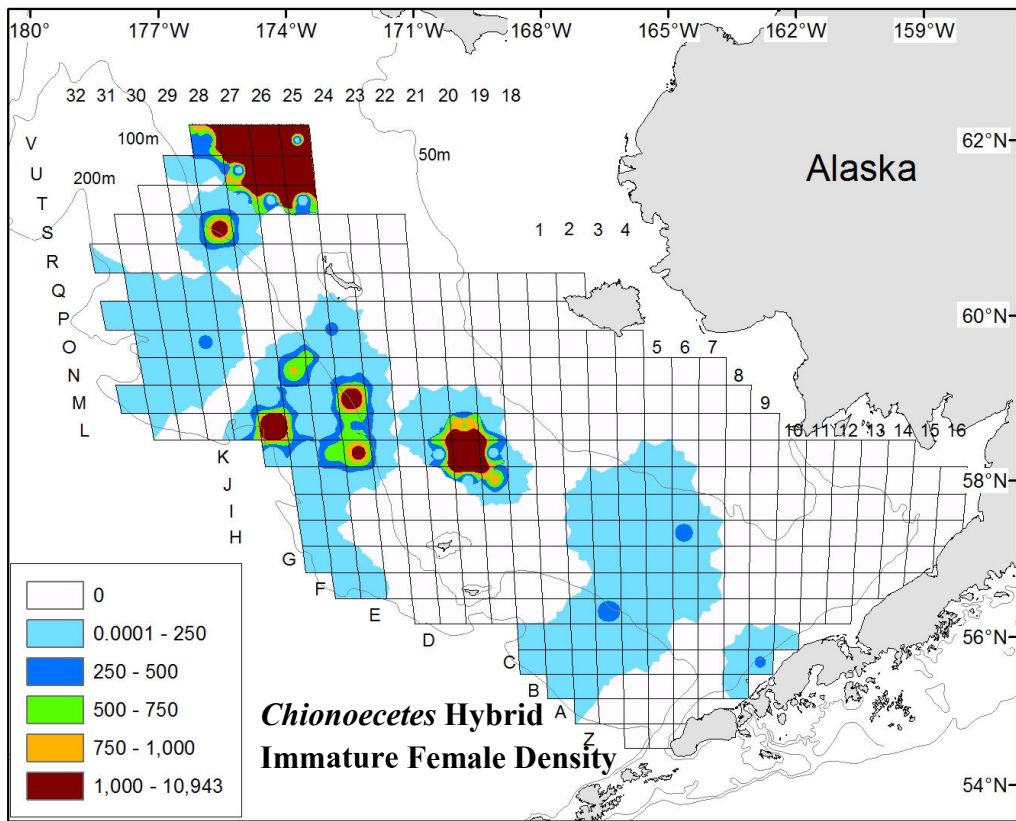 180° 177°W 174°W 171°W 168°W 165°W 162°W 159°W
32 31 30 29 28 27 26 25 24 23 22 21 20 19 18
100m
50m
62°N
V
U
Alaska
200m
T
S
1 2 3 4
R
Q
P
60°N
O
5 6 7
N
8
M
9
L
10 11 12 13 14 15 16
K
58°N
J
I
H
G
F
E
0
D
0.0001 - 250
56°N
C
250 - 500
B
500 - 750
A
Chionoecetes Hybrid
Z
750 - 1,000
Immature Female Density
1,000 - 10,943
54°N